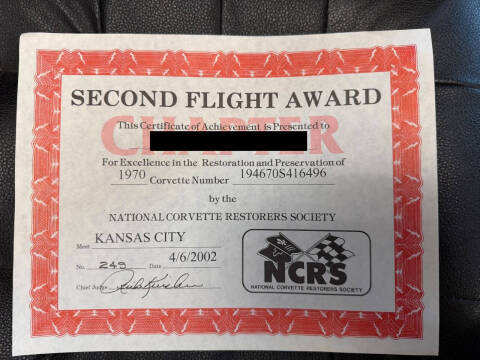 SECOND FLIGHT AWARD
CHAPTER
This Certificate of Achievement is Presented to
For Excellence in the Restoration and Preservation of
1970 Corvette Number 194670S416496
by the
NATIONAL CORVETTE RESTORERS SOCIETY
Meet KANSAS CITY
No. 249 Date 4/6/2002
Chief Judge
NCRS
NATIONAL CORVETTE RESTORERS SOCIETY